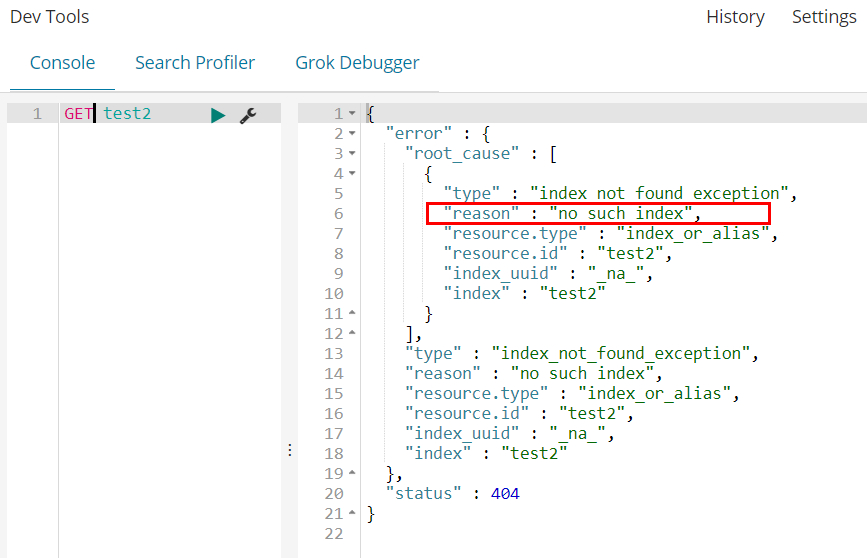 Dev Tools
History Settings
Console Search Profiler Grok Debugger
1 GET test2
1 {
2 "error" : {
3 "root_cause" : [
4 {
5 "type" : "index_not_found_exception",
6 "reason" : "no such index",
7 "resource.type" : "index_or_alias",
8 "resource.id" : "test2",
9 "index_uuid" : "_na_",
10 "index" : "test2"
11 }
12 ],
13 "type" : "index_not_found_exception",
14 "reason" : "no such index",
15 "resource.type" : "index_or_alias",
16 "resource.id" : "test2",
17 "index_uuid" : "_na_",
18 "index" : "test2"
19 },
20 "status" : 404
21 }
22